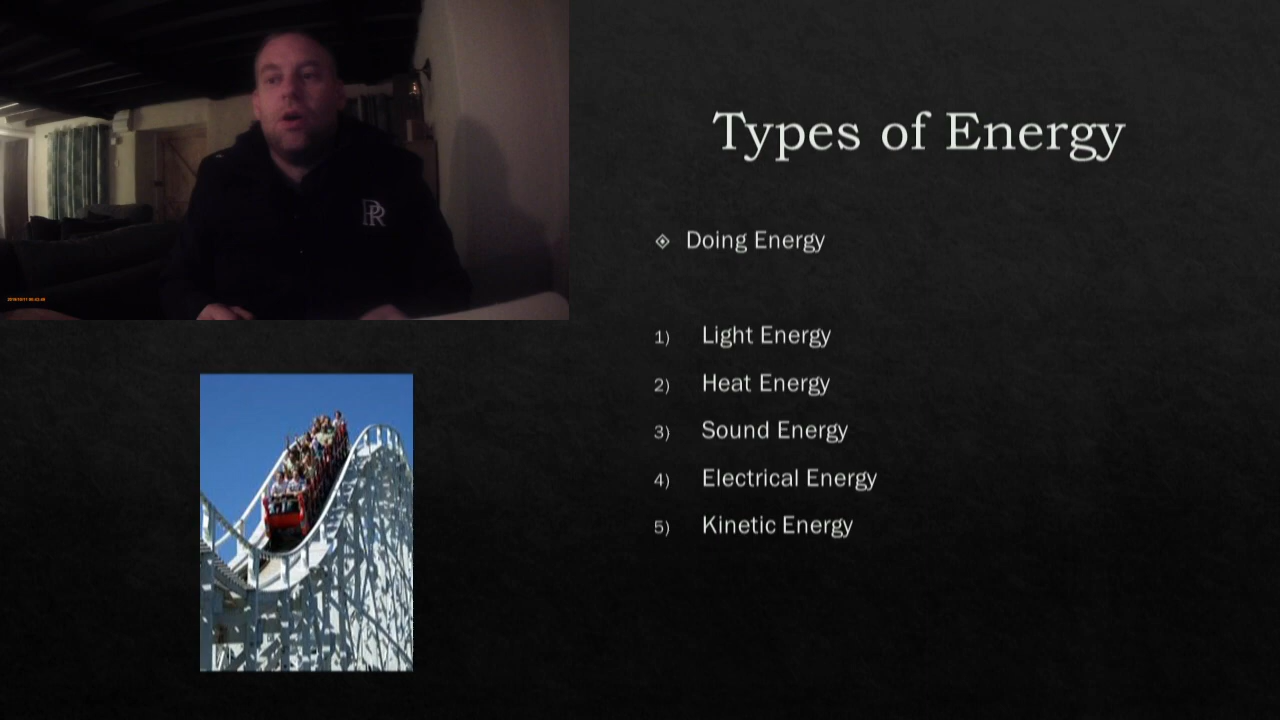 Types of Energy
Doing Energy
1) Light Energy
2) Heat Energy
3) Sound Energy
4) Electrical Energy
5) Kinetic Energy
RR